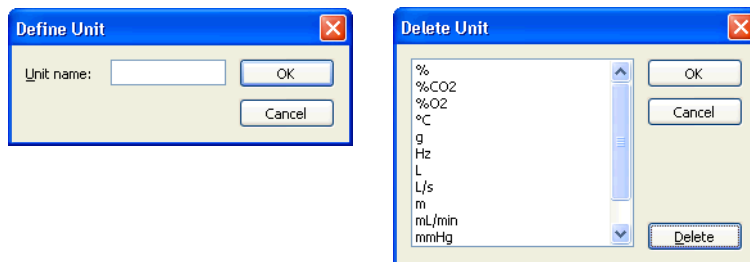 Define Unit
Unit name:
OK
Cancel
Delete Unit
%
%CO2
%O2
°C
g
Hz
L
L/s
m
mL/min
mmHg
OK
Cancel
Delete